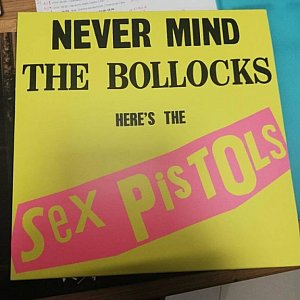 NEVER MIND
THE BOLLOCKS
HERE'S THE
Sex PiSTOLS